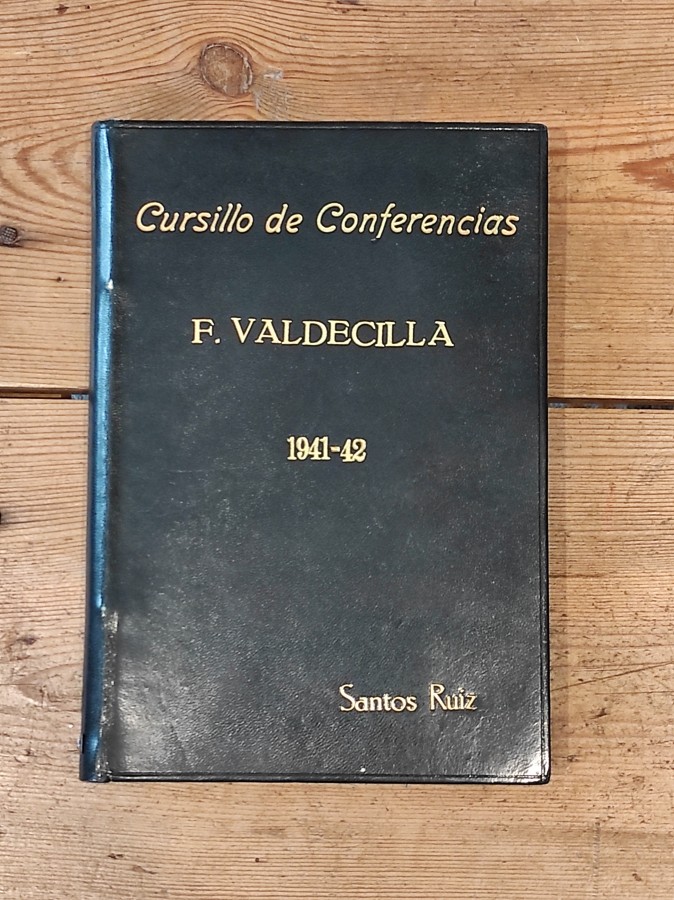 Cursillo de Conferencias
F. VALDECILLA
1941-42
Santos Ruiz